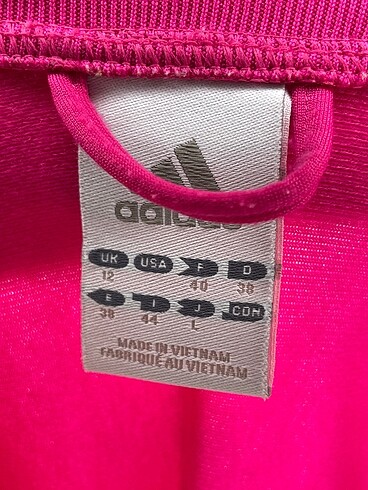 adidas
UK USA F D
12 40 38
E I J CDN
38 44 L
MADE IN VIETNAM
FABRIQUÉ AU VIETNAM